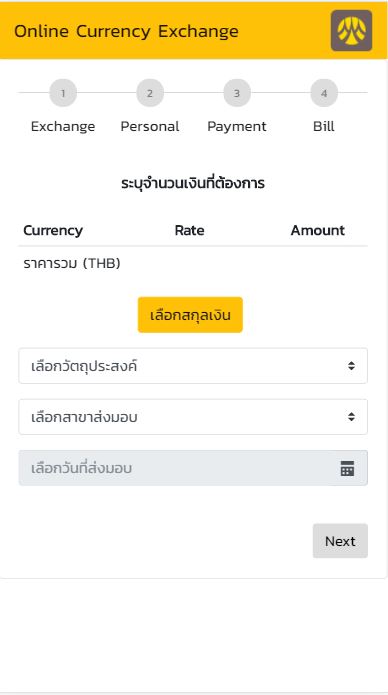 Online Currency Exchange
1 2 3 4
Exchange Personal Payment Bill
ระบุจำนวนเงินที่ต้องการ
Currency Rate Amount
ราคารวม (THB)
เลือกสกุลเงิน
เลือกวัตถุประสงค์
เลือกสาขาส่งมอบ
เลือกวันที่ส่งมอบ
Next